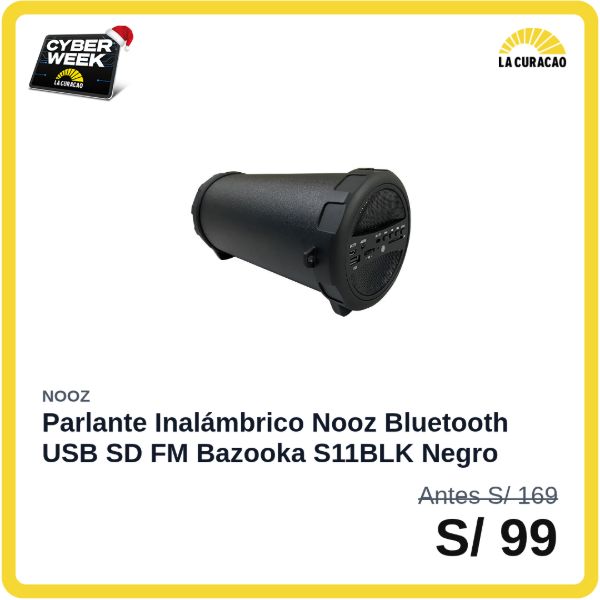 CYBER
WEEK
LA CURACAO
LA CURACAO
NOOZ
Parlante Inalámbrico Nooz Bluetooth
USB SD FM Bazooka S11BLK Negro
Antes S/ 169
S/ 99